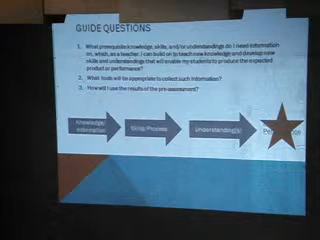 GUIDE QUESTIONS
1. What prerequisite knowledge, skills, and/or understandings do I need information
on, which, as a teacher, I can build on to teach new knowledge and develop new
skills and understandings that will enable my students to produce the expected
product or performance?
2. What tools will be appropriate to collect such information?
3. How will I use the results of the pre-assessment?
Knowledge/
Information
Sking/Process
Understanding(s)